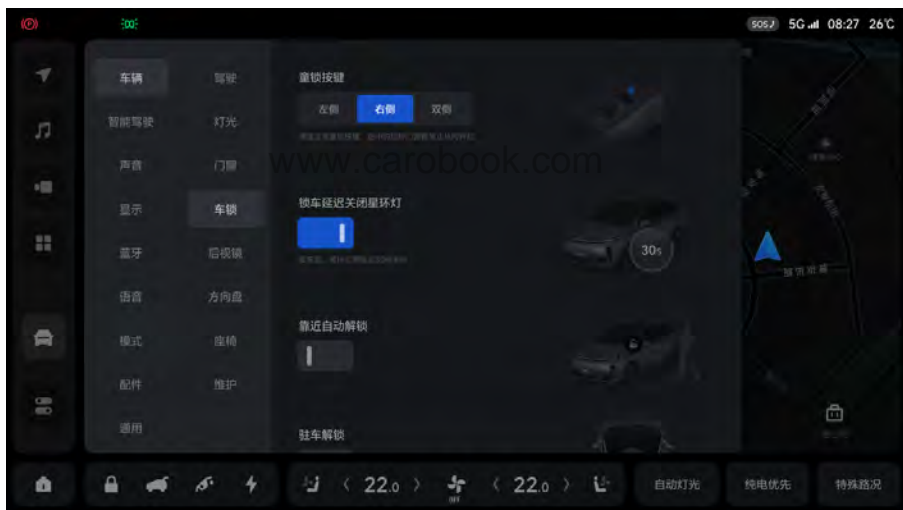 SOS 5G 08:27 26℃
车辆 驾驶
智能驾驶 灯光
声音 门窗
显示 车锁
蓝牙 后视镜
语音 方向盘
模式 座椅
配件 维护
通用
童锁按键
左侧 右侧 双侧
www.carobook.com
锁车延迟关闭星环灯
30s
靠近自动解锁
驻车解锁
22.0 OFF 22.0 自动灯光 纯电优先 特殊路况